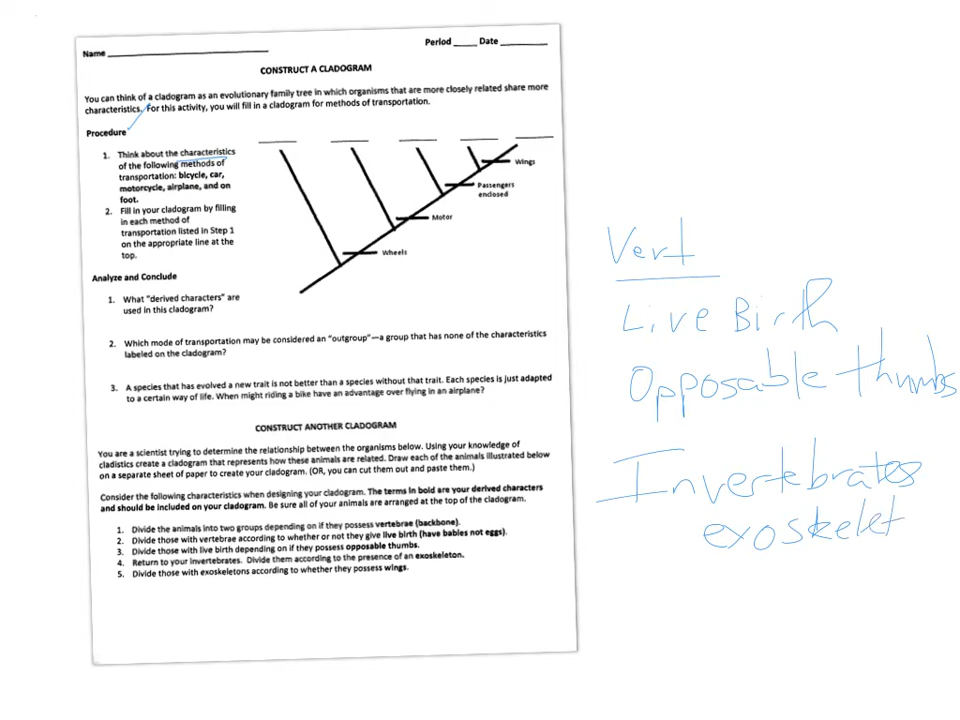 Name
Period Date
CONSTRUCT A CLADOGRAM
You can think of a cladogram as an evolutionary family tree in which organisms that are more closely related share more
characteristics. For this activity, you will fill in a cladogram for methods of transportation.
Procedure
1. Think about the characteristics
of the following methods of
transportation: bicycle, car,
motorcycle, airplane, and on
foot.
2. Fill in your cladogram by filling
in each method of
transportation listed in Step 1
on the appropriate line at the
top.
Wings
Passengers
enclosed
Motor
Wheels
Analyze and Conclude
1. What "derived characters" are
used in this cladogram?
2. Which mode of transportation may be considered an "outgroup"—a group that has none of the characteristics
labeled on the cladogram?
3. A species that has evolved a new trait is not better than a species without that trait. Each species is just adapted
to a certain way of life. When might riding a bike have an advantage over flying in an airplane?
CONSTRUCT ANOTHER CLADOGRAM
You are a scientist trying to determine the relationship between the organisms below. Using your knowledge of
cladistics create a cladogram that represents how these animals are related. Draw each of the animals illustrated below
on a separate sheet of paper to create your cladogram. (OR, you can cut them out and paste them.)
Consider the following characteristics when designing your cladogram. The terms in bold are your derived characters
and should be included on your cladogram. Be sure all of your animals are arranged at the top of the cladogram.
1. Divide the animals into two groups depending on if they possess vertebrae (backbone).
2. Divide those with vertebrae according to whether or not they give live birth (have babies not eggs).
3. Divide those with live birth depending on if they possess opposable thumbs.
4. Return to your invertebrates. Divide them according to the presence of an exoskeleton.
5. Divide those with exoskeletons according to whether they possess wings.
Vert
Live Birth
Opposable thumbs
Invertebrates
exoskelet